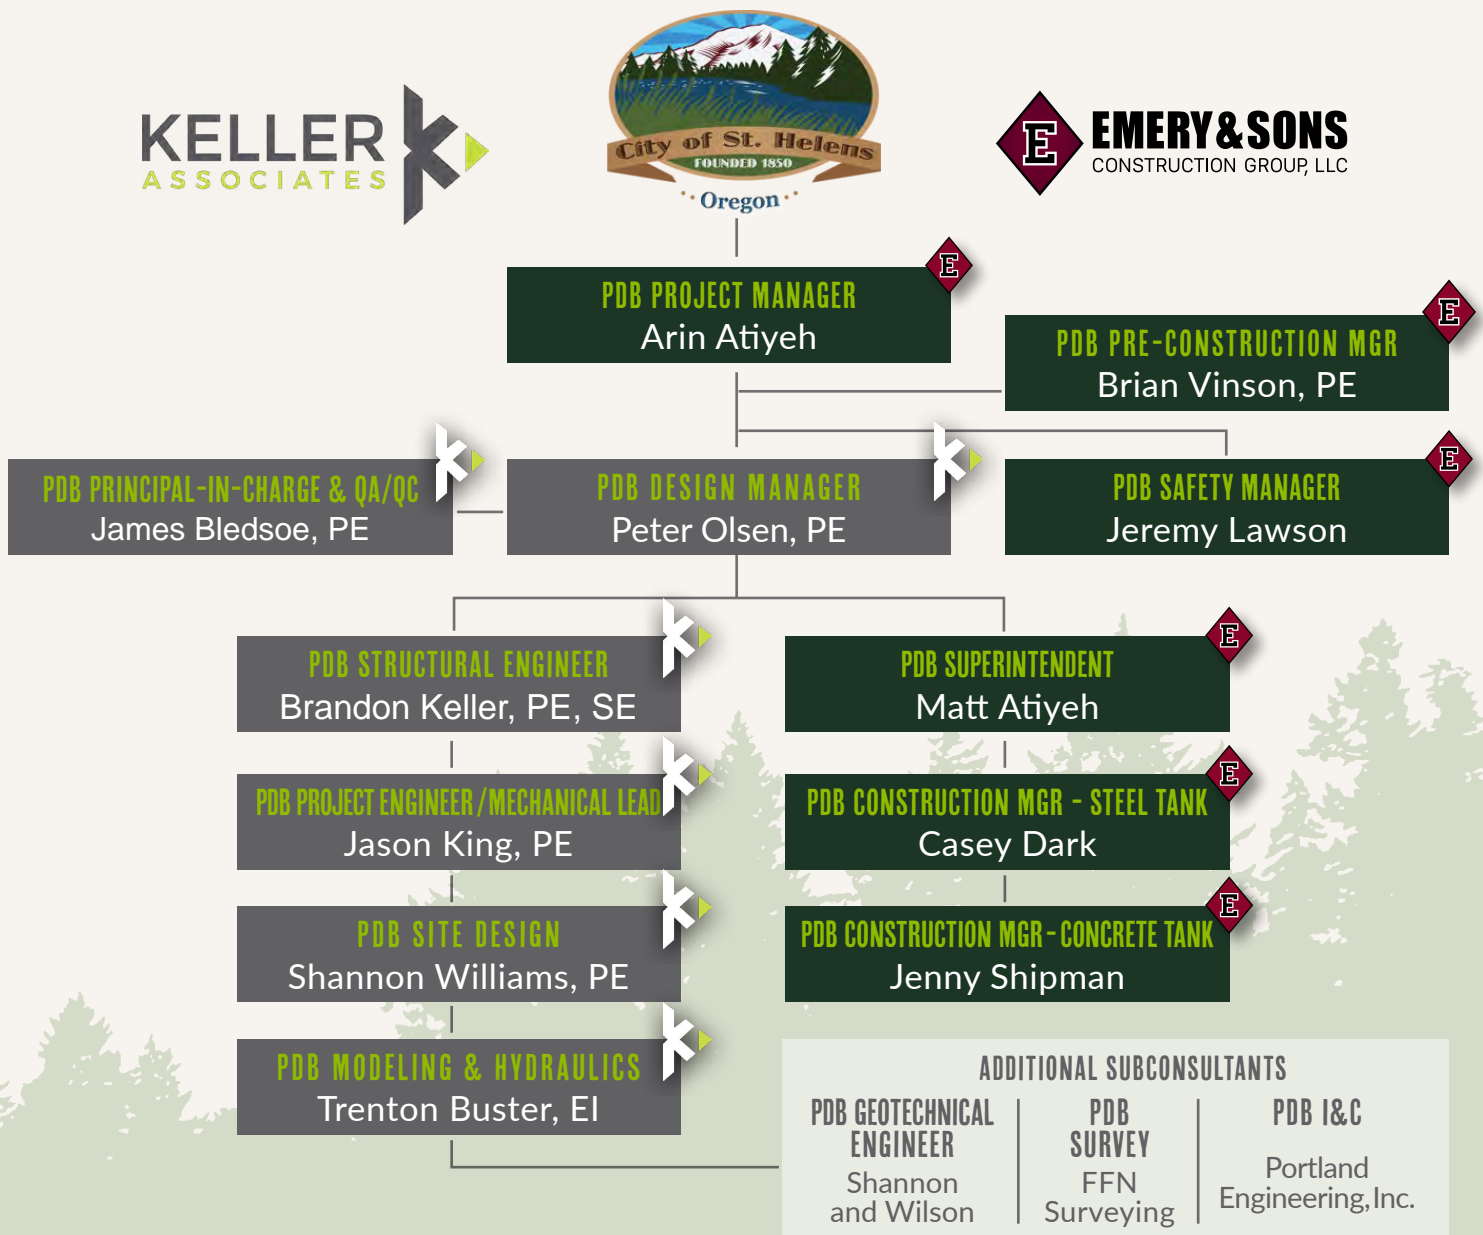 KELLER
ASSOCIATES
City of St. Helens
FOUNDED 1850
Oregon
E
EMERY & SONS
CONSTRUCTION GROUP, LLC
E
PDB PROJECT MANAGER
Arin Atiyeh
E
PDB PRE-CONSTRUCTION MGR
Brian Vinson, PE
PDB PRINCIPAL-IN-CHARGE & QA/QC
James Bledsoe, PE
PDB DESIGN MANAGER
Peter Olsen, PE
E
PDB SAFETY MANAGER
Jeremy Lawson
PDB STRUCTURAL ENGINEER
Brandon Keller, PE, SE
E
PDB SUPERINTENDENT
Matt Atiyeh
PDB PROJECT ENGINEER/MECHANICAL LEAD
Jason King, PE
E
PDB CONSTRUCTION MGR - STEEL TANK
Casey Dark
PDB SITE DESIGN
Shannon Williams, PE
E
PDB CONSTRUCTION MGR - CONCRETE TANK
Jenny Shipman
PDB MODELING & HYDRAULICS
Trenton Buster, EI
ADDITIONAL SUBCONSULTANTS
PDB GEOTECHNICAL
ENGINEER
Shannon
and Wilson
PDB
SURVEY
FFN
Surveying
PDB I&C
Portland
Engineering, Inc.